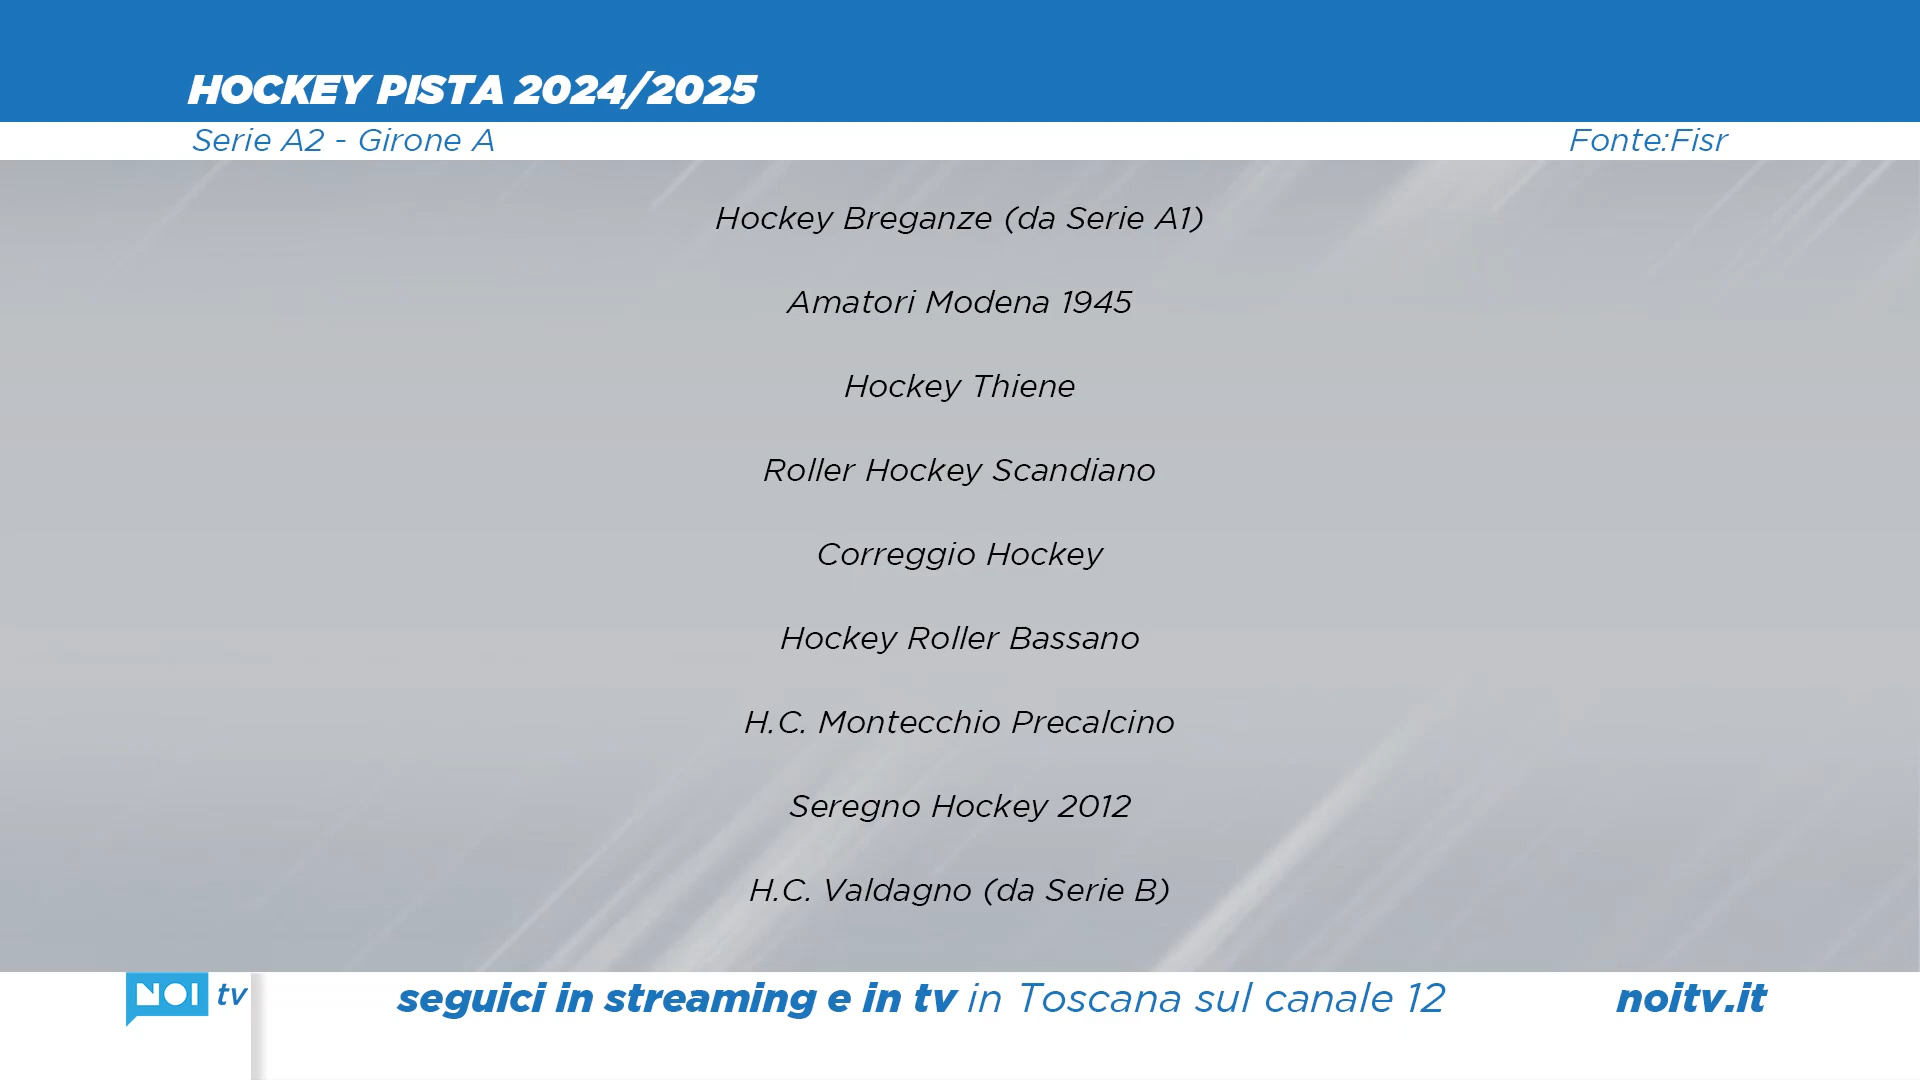 HOCKEY PISTA 2024/2025
Serie A2 - Girone A
Fonte:Fisr
Hockey Breganze (da Serie A1)
Amatori Modena 1945
Hockey Thiene
Roller Hockey Scandiano
Correggio Hockey
Hockey Roller Bassano
H.C. Montecchio Precalcino
Seregno Hockey 2012
H.C. Valdagno (da Serie B)
NOI tv
seguici in streaming e in tv in Toscana sul canale 12
noitv.it